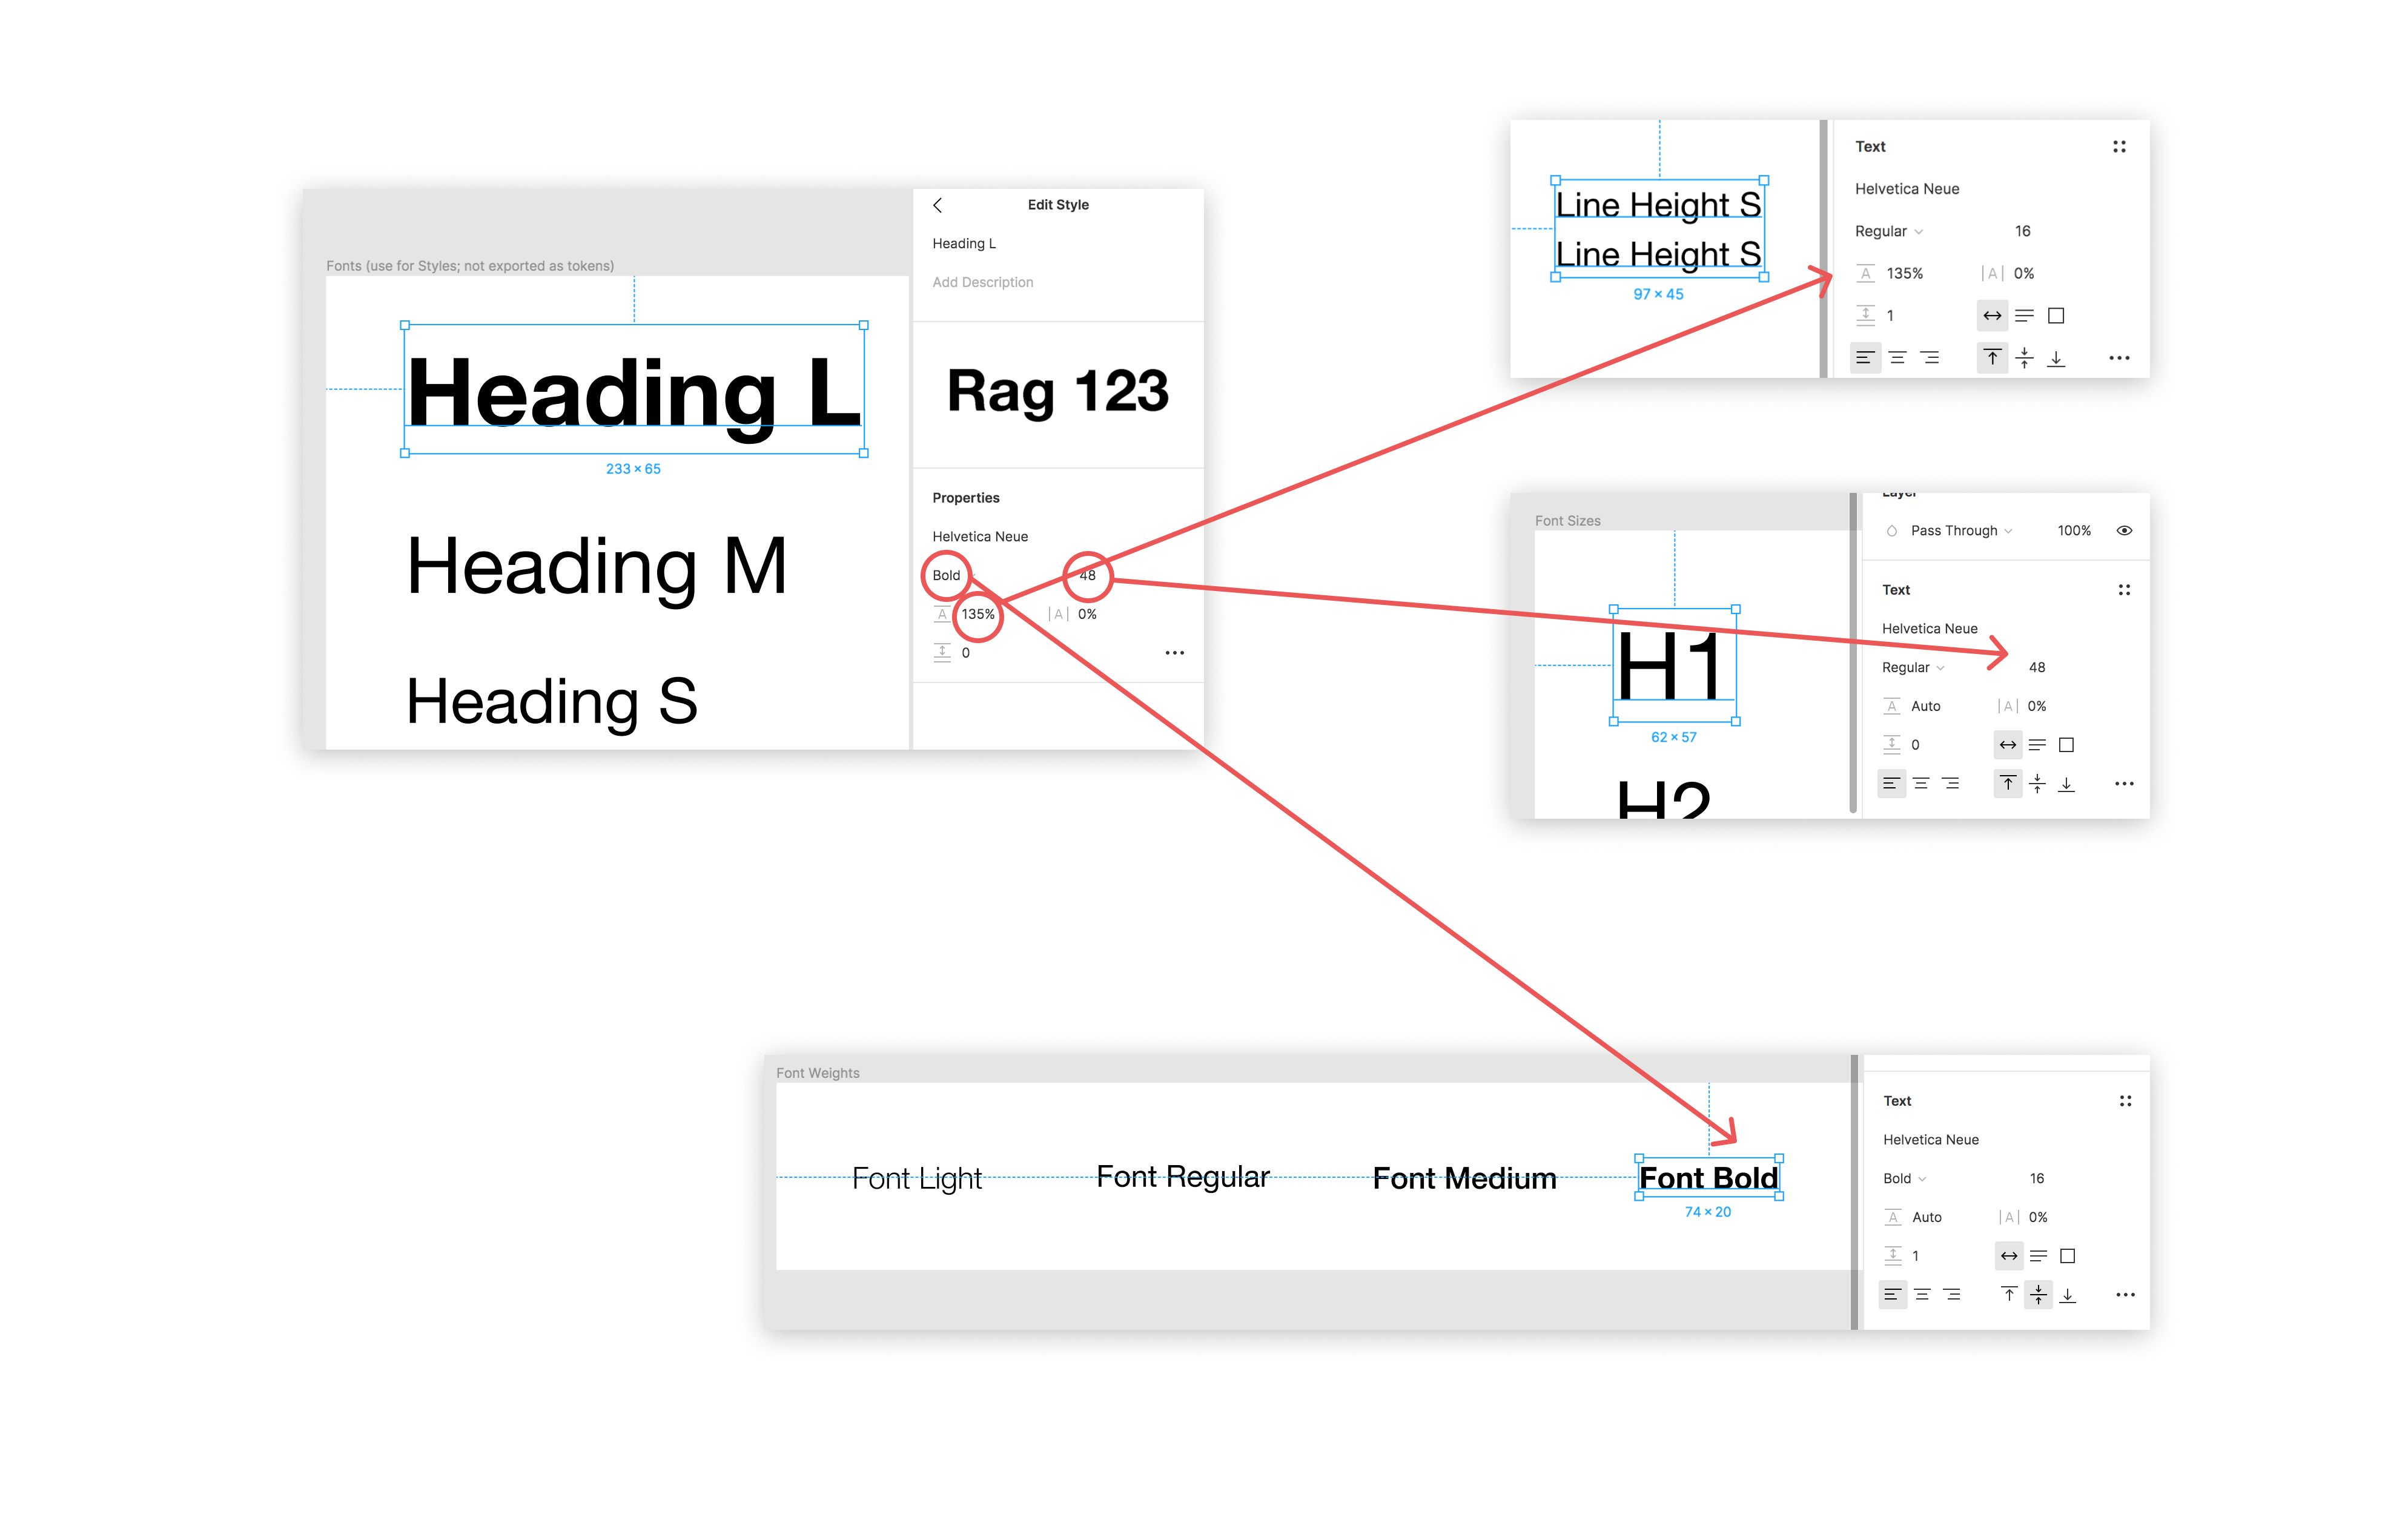 Fonts (use for Styles; not exported as tokens)
Heading L
233 × 65
Heading M
Heading S
Edit Style
Heading L
Add Description
Rag 123
Properties
Helvetica Neue
Bold 48
A 135% |A| 0%
0
Line Height S
Line Height S
97 × 45
Text
Helvetica Neue
Regular 16
A 135% |A| 0%
1
Font Sizes
H1
62 × 57
H2
Layer
Pass Through 100%
Text
Helvetica Neue
Regular 48
A Auto |A| 0%
0
Font Weights
Font Light Font Regular Font Medium Font Bold
74 × 20
Text
Helvetica Neue
Bold 16
A Auto |A| 0%
1